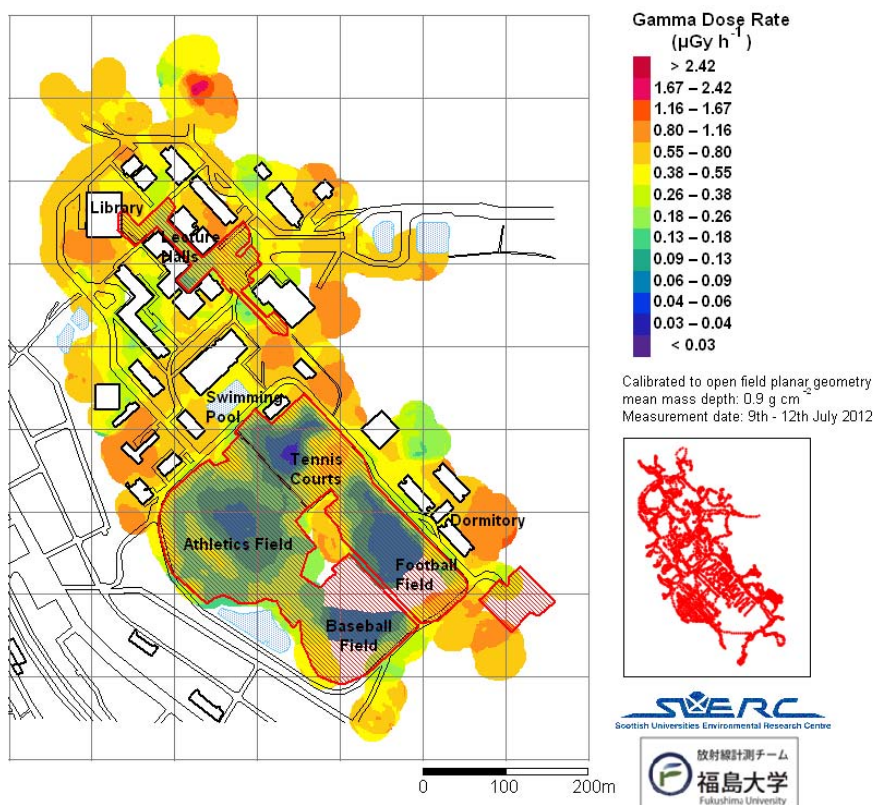 Gamma Dose Rate
(µGy h-1)
> 2.42
1.67 – 2.42
1.16 – 1.67
0.80 – 1.16
0.55 – 0.80
0.38 – 0.55
0.26 – 0.38
0.18 – 0.26
0.13 – 0.18
0.09 – 0.13
0.06 – 0.09
0.04 – 0.06
0.03 – 0.04
< 0.03
Library
Lecture
Halls
Swimming
Pool
Tennis
Courts
Athletics Field
Dormitory
Football
Field
Baseball
Field
Calibrated to open field planar geometry
mean mass depth: 0.9 g cm-2
Measurement date: 9th - 12th July 2012
SUERC
Scottish Universities Environmental Research Centre
放射線計測チーム
福島大学
Fukushima University
0 100 200m